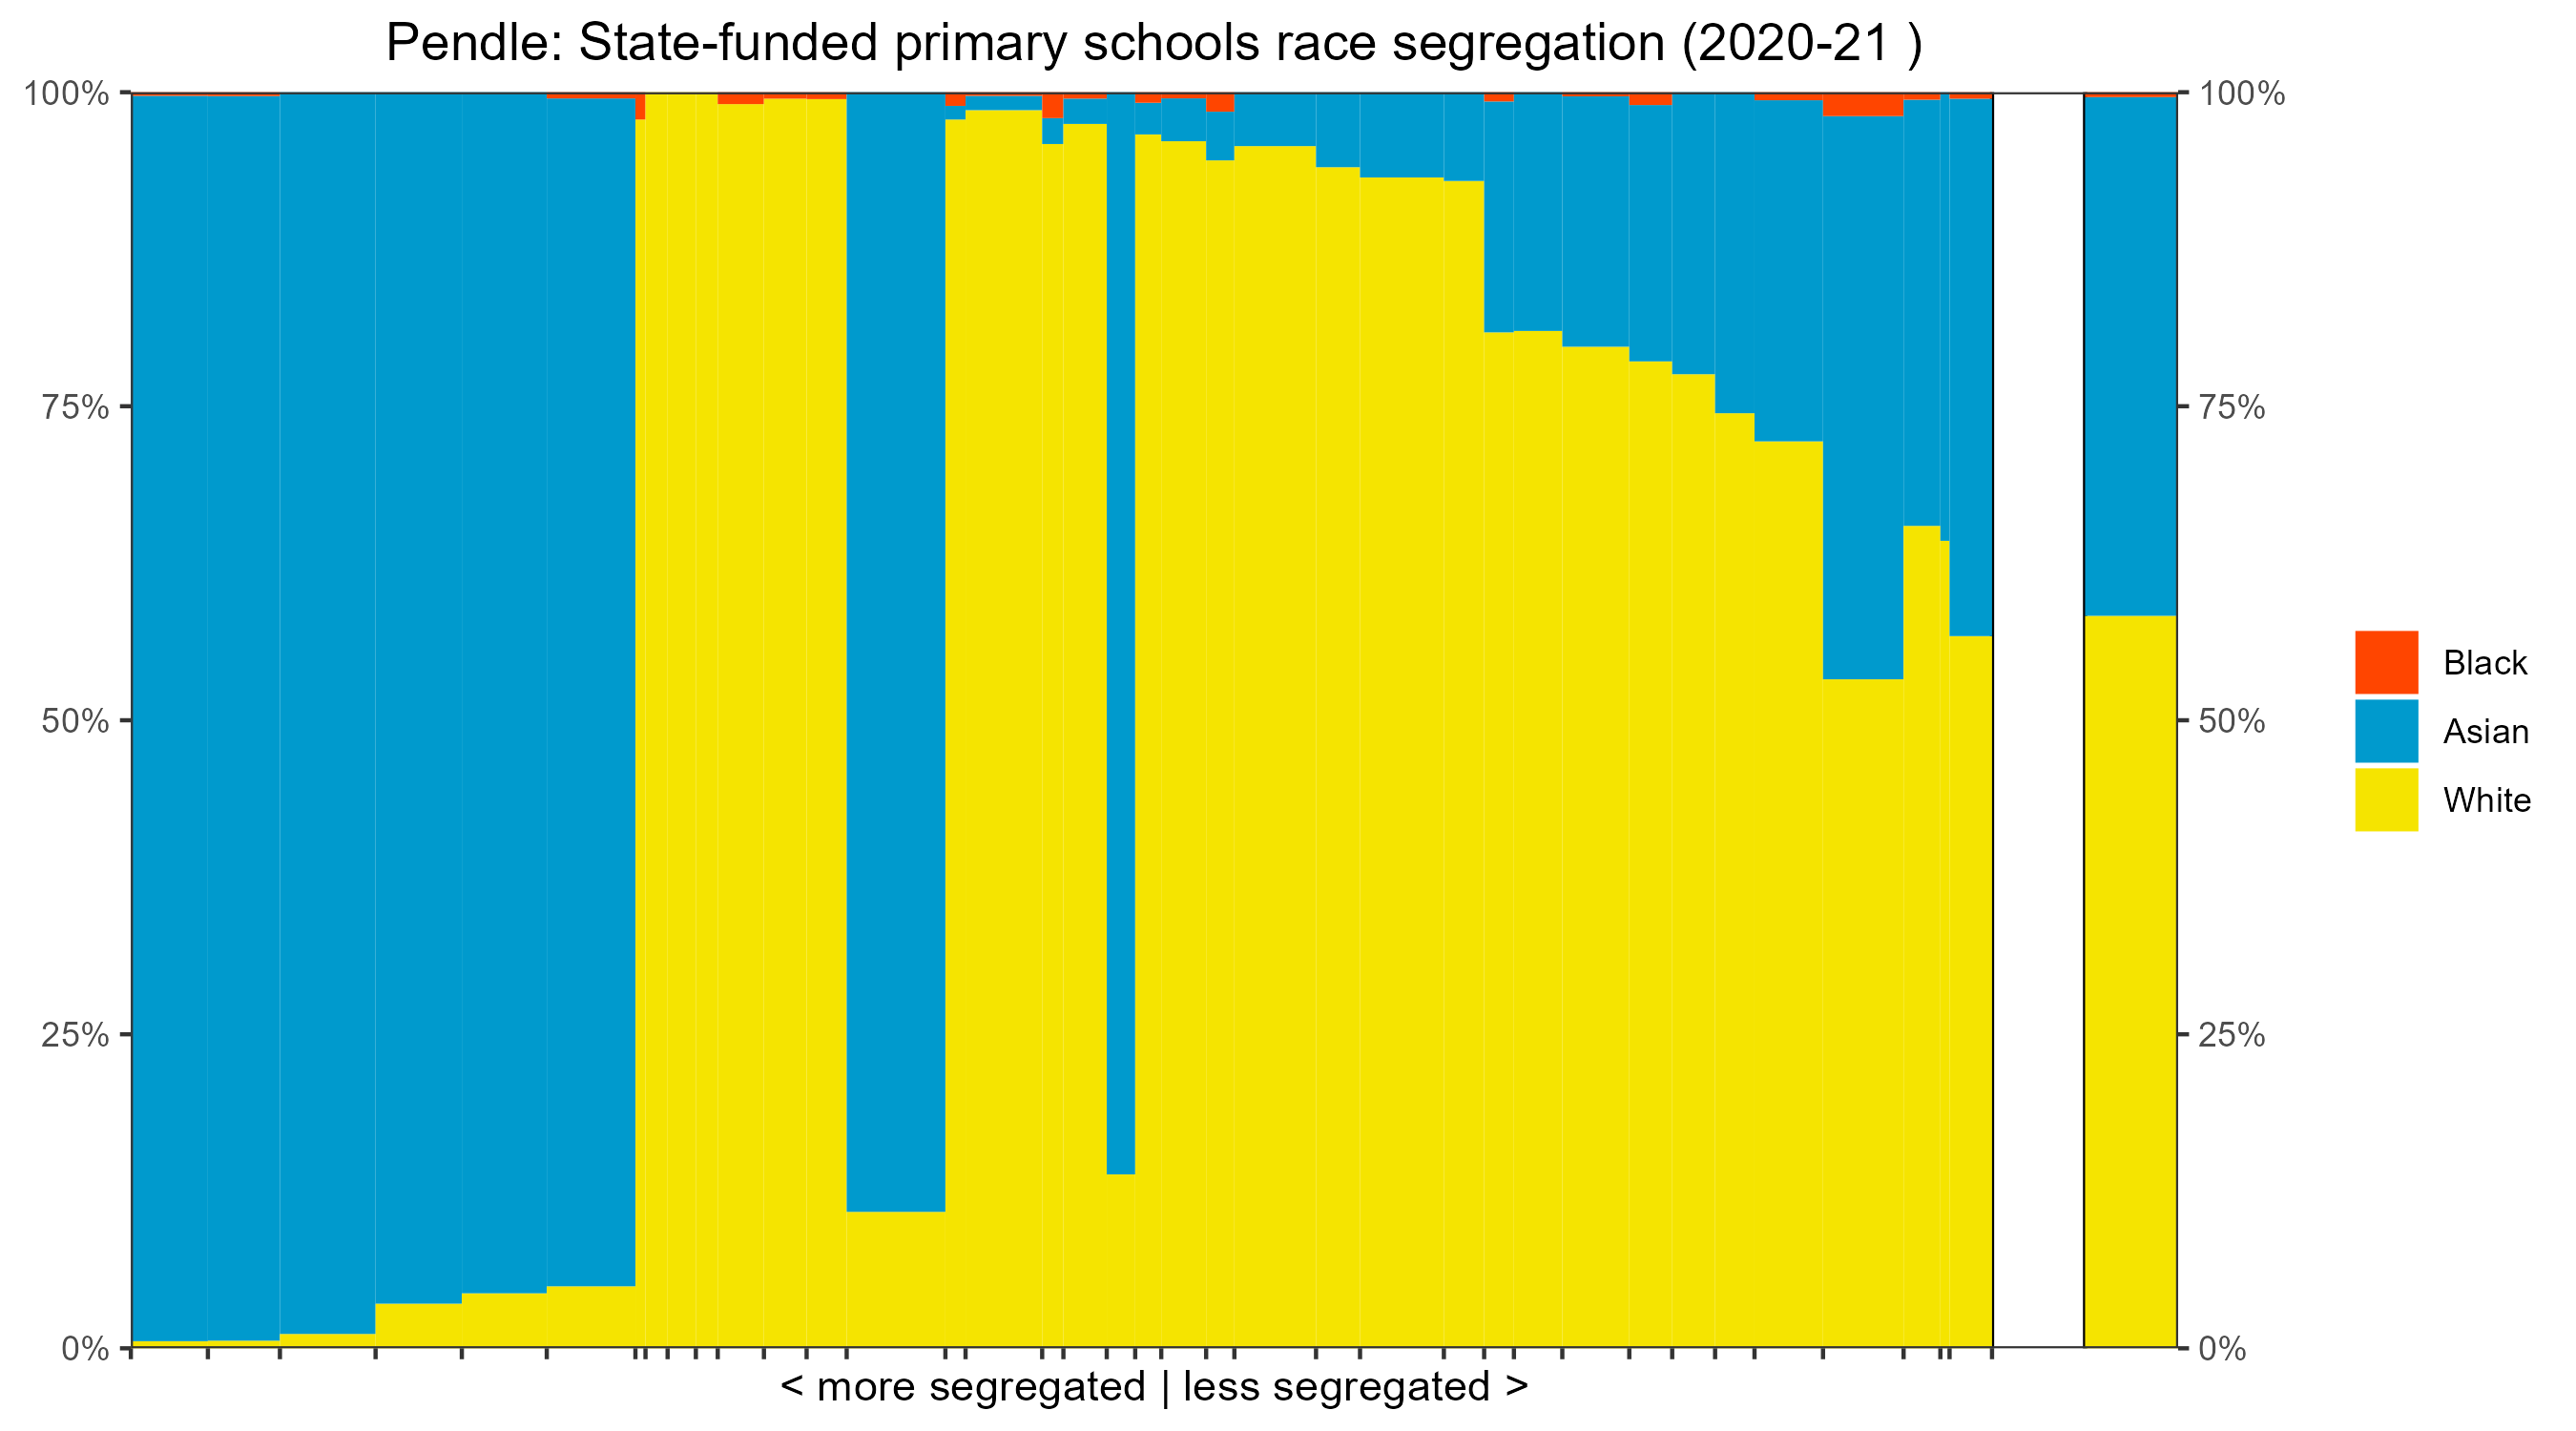 Pendle: State-funded primary schools race segregation (2020-21 )
100%
75%
50%
25%
0%
100%
75%
50%
25%
0%
Black
Asian
White
< more segregated | less segregated >